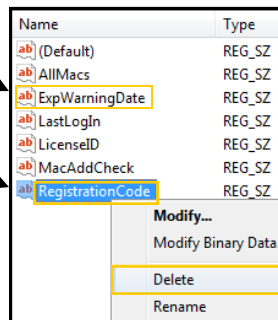 Name Type
(Default) REG_SZ
AllMacs REG_SZ
ExpWarningDate REG_SZ
LastLogIn REG_SZ
LicenseID REG_SZ
MacAddCheck REG_SZ
RegistrationCode REG_SZ
Modify...
Modify Binary Data
Delete
Rename